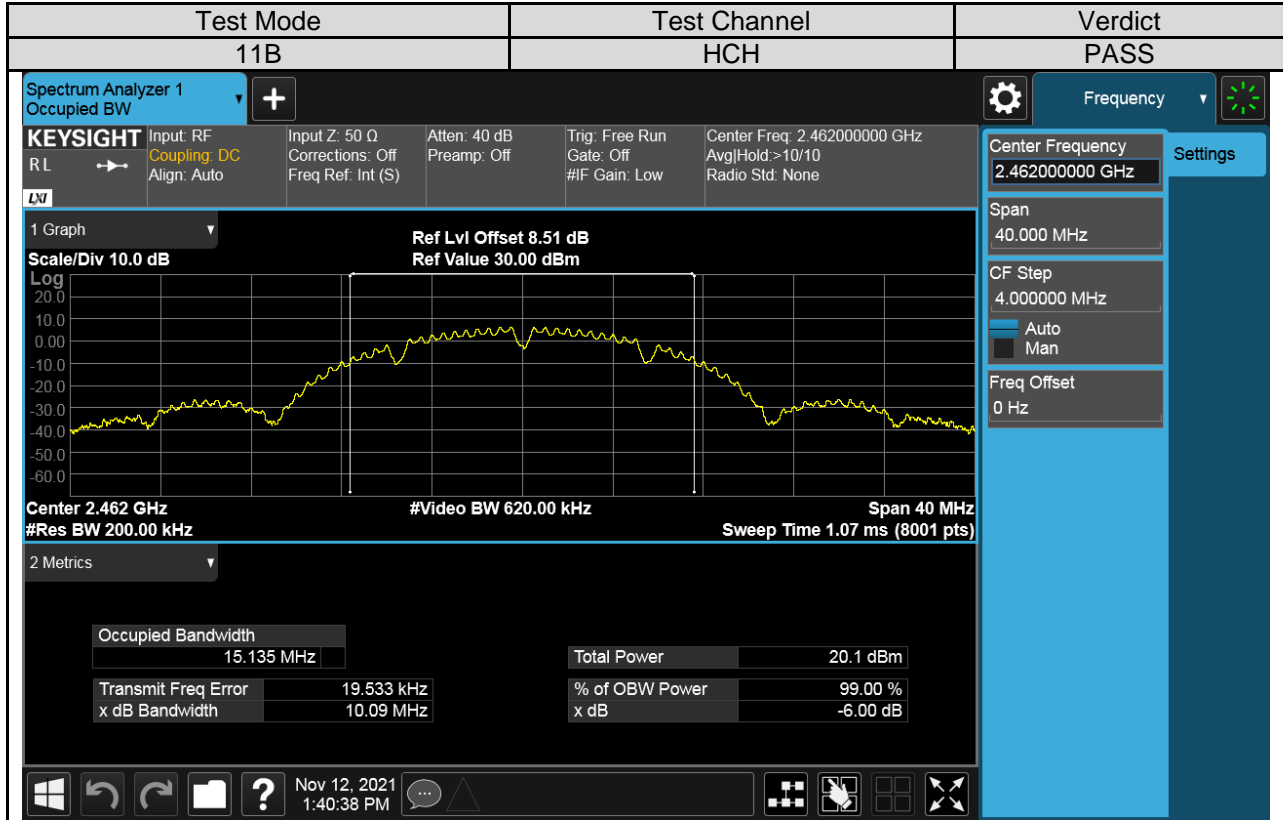 Test Mode Test Channel Verdict
11B HCH PASS
Spectrum Analyzer 1
Occupied BW
Frequency
KEYSIGHT Input: RF Input Z: 50 Ω Atten: 40 dB Trig: Free Run Center Freq: 2.462000000 GHz
R L Coupling: DC Corrections: Off Preamp: Off Gate: Off Avg|Hold:>10/10
Align: Auto Freq Ref: Int (S) #IF Gain: Low Radio Std: None
LXI
Center Frequency
2.462000000 GHz
Settings
Span
40.000 MHz
CF Step
4.000000 MHz
Auto
Man
Freq Offset
0 Hz
1 Graph
Ref Lvl Offset 8.51 dB
Scale/Div 10.0 dB Ref Value 30.00 dBm
Log
20.0
10.0
0.00
-10.0
-20.0
-30.0
-40.0
-50.0
-60.0
Center 2.462 GHz #Video BW 620.00 kHz Span 40 MHz
#Res BW 200.00 kHz Sweep Time 1.07 ms (8001 pts)
2 Metrics
Occupied Bandwidth
15.135 MHz
Total Power 20.1 dBm
Transmit Freq Error 19.533 kHz % of OBW Power 99.00 %
x dB Bandwidth 10.09 MHz x dB -6.00 dB
? Nov 12, 2021
1:40:38 PM